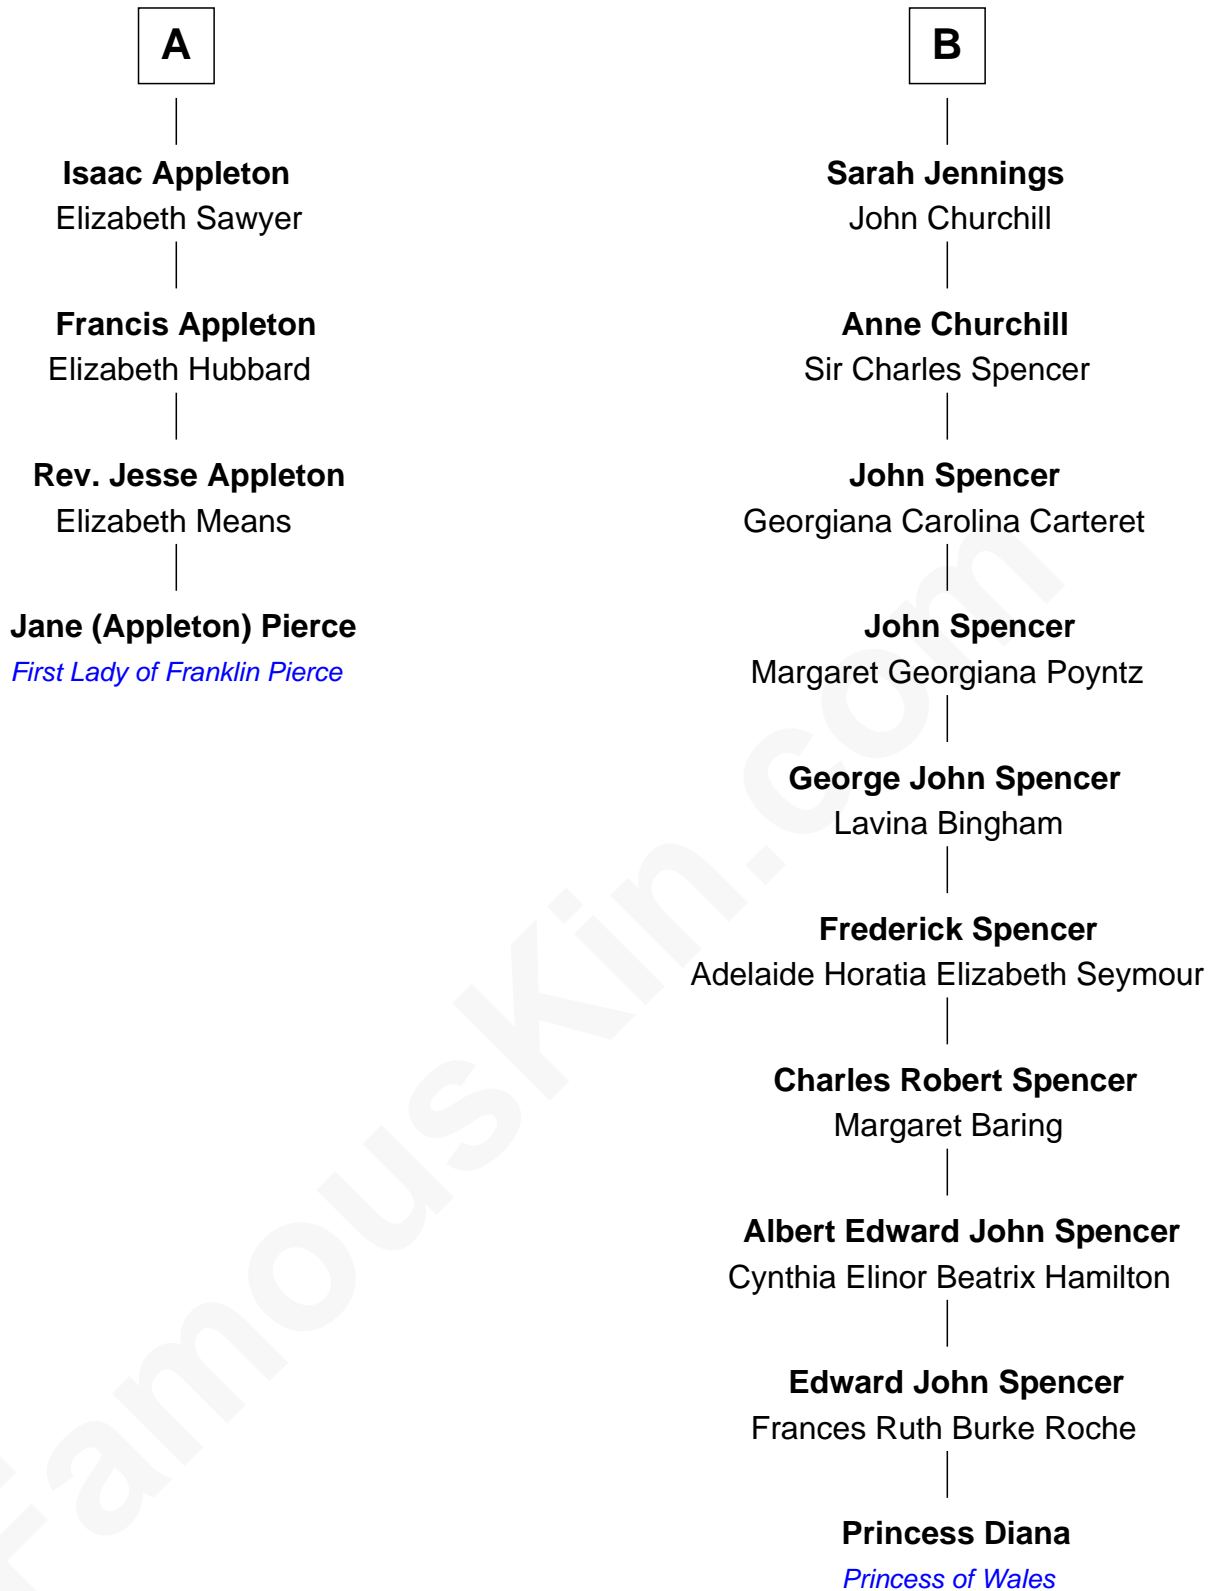 A
Isaac Appleton
Elizabeth Sawyer
Francis Appleton
Elizabeth Hubbard
Rev. Jesse Appleton
Elizabeth Means
Jane (Appleton) Pierce
First Lady of Franklin Pierce
B
Sarah Jennings
John Churchill
Anne Churchill
Sir Charles Spencer
John Spencer
Georgiana Carolina Carteret
John Spencer
Margaret Georgiana Poyntz
George John Spencer
Lavina Bingham
Frederick Spencer
Adelaide Horatia Elizabeth Seymour
Charles Robert Spencer
Margaret Baring
Albert Edward John Spencer
Cynthia Elinor Beatrix Hamilton
Edward John Spencer
Frances Ruth Burke Roche
Princess Diana
Princess of Wales
FamousKin.com